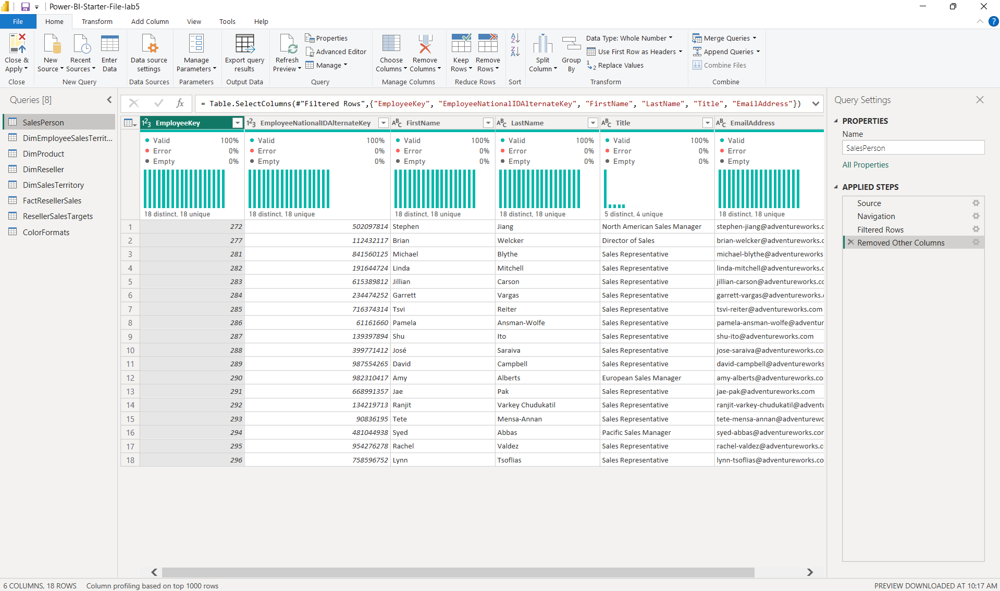 Power-BI-Starter-File-lab5
File Home Transform Add Column View Tools Help
Close & Apply
Close
New Source
Recent Sources
Enter Data
New Query
Data source settings
Data Sources
Manage Parameters
Parameters
Export query results
Output Data
Refresh Preview
Properties
Advanced Editor
Manage
Query
Choose Columns
Remove Columns
Manage Columns
Keep Rows
Remove Rows
Reduce Rows
Sort
Split Column
Group By
Data Type: Whole Number
Use First Row as Headers
Replace Values
Transform
Merge Queries
Append Queries
Combine Files
Combine
Queries [8]
SalesPerson
DimEmployeeSalesTerrit...
DimProduct
DimReseller
DimSalesTerritory
FactResellerSales
ResellerSalesTargets
ColorFormats
fx
= Table.SelectColumns(#"Filtered Rows",{"EmployeeKey", "EmployeeNationalIDAlternateKey", "FirstName", "LastName", "Title", "EmailAddress"})
EmployeeKey EmployeeNationalIDAlternateKey FirstName LastName Title EmailAddress
Valid 100% Valid 100% Valid 100% Valid 100% Valid 100% Valid
Error 0% Error 0% Error 0% Error 0% Error 0% Error
Empty 0% Empty 0% Empty 0% Empty 0% Empty 0% Empty
18 distinct, 18 unique 18 distinct, 18 unique 18 distinct, 18 unique 18 distinct, 18 unique 5 distinct, 4 unique 18 distinct, 18 unique
1 272 502097814 Stephen Jiang North American Sales Manager stephen-jiang@adventureworks.c
2 277 112432117 Brian Welcker Director of Sales brian-welcker@adventureworks.c
3 281 841560125 Michael Blythe Sales Representative michael-blythe@adventureworks
4 282 191644724 Linda Mitchell Sales Representative linda-mitchell@adventureworks.c
5 283 615389812 Jillian Carson Sales Representative jillian-carson@adventureworks.cc
6 284 234474252 Garrett Vargas Sales Representative garrett-vargas@adventureworks.
7 285 716374314 Tsvi Reiter Sales Representative tsvi-reiter@adventureworks.com
8 286 61161660 Pamela Ansman-Wolfe Sales Representative pamela-ansman-wolfe@adventur
9 287 139397894 Shu Ito Sales Representative shu-ito@adventureworks.com
10 288 399771412 José Saraiva Sales Representative jose-saraiva@adventureworks.co
11 289 987554265 David Campbell Sales Representative david-campbell@adventureworks
12 290 982310417 Amy Alberts European Sales Manager amy-alberts@adventureworks.co
13 291 668991357 Jae Pak Sales Representative jae-pak@adventureworks.com
14 292 134219713 Ranjit Varkey Chudukatil Sales Representative ranjit-varkey-chudukatil@adventu
15 293 90836195 Tete Mensa-Annan Sales Representative tete-mensa-annan@adventurewo
16 294 481044938 Syed Abbas Pacific Sales Manager syed-abbas@adventureworks.cor
17 295 954276278 Rachel Valdez Sales Representative rachel-valdez@adventureworks.c
18 296 758596752 Lynn Tsoflias Sales Representative lynn-tsoflias@adventureworks.co
Query Settings
PROPERTIES
Name
SalesPerson
All Properties
APPLIED STEPS
Source
Navigation
Filtered Rows
Removed Other Columns
6 COLUMNS, 18 ROWS Column profiling based on top 1000 rows PREVIEW DOWNLOADED AT 10:17 AM